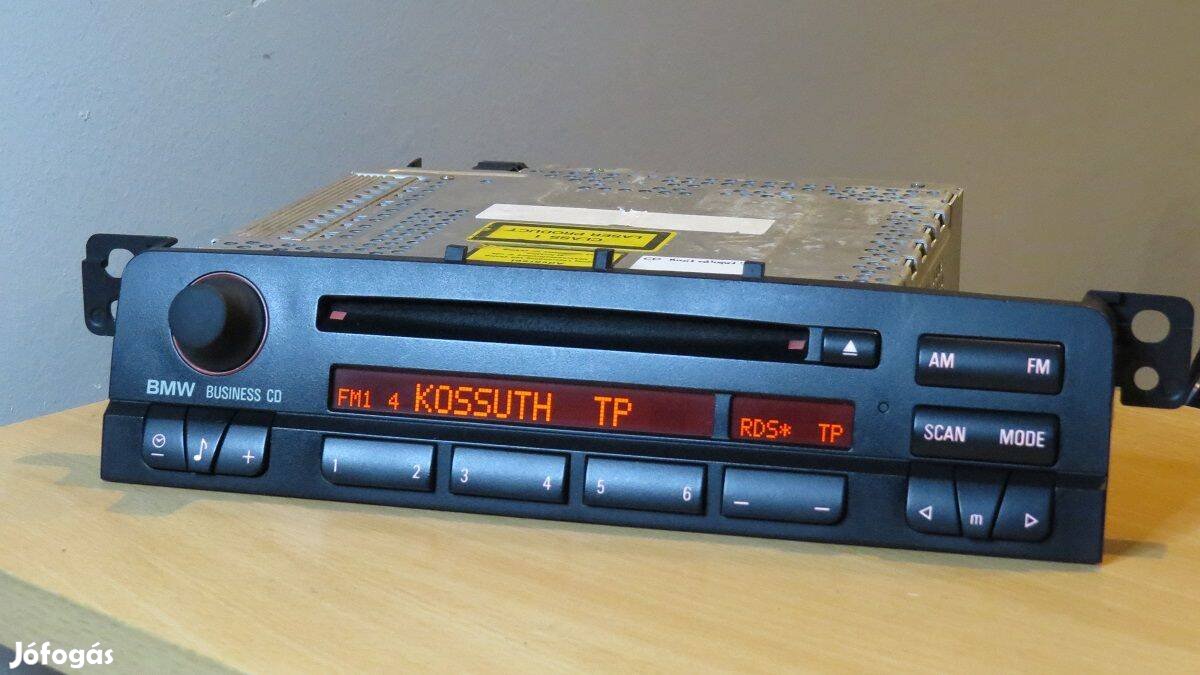 CLASS 1
LASER PRODUCT
BMW BUSINESS CD
AM FM
FM1 4 KOSSUTH TP
RDS* TP
SCAN MODE
− ♪ +
1 2 3 4 5 6 — —
◁ m ▷
Jófogás